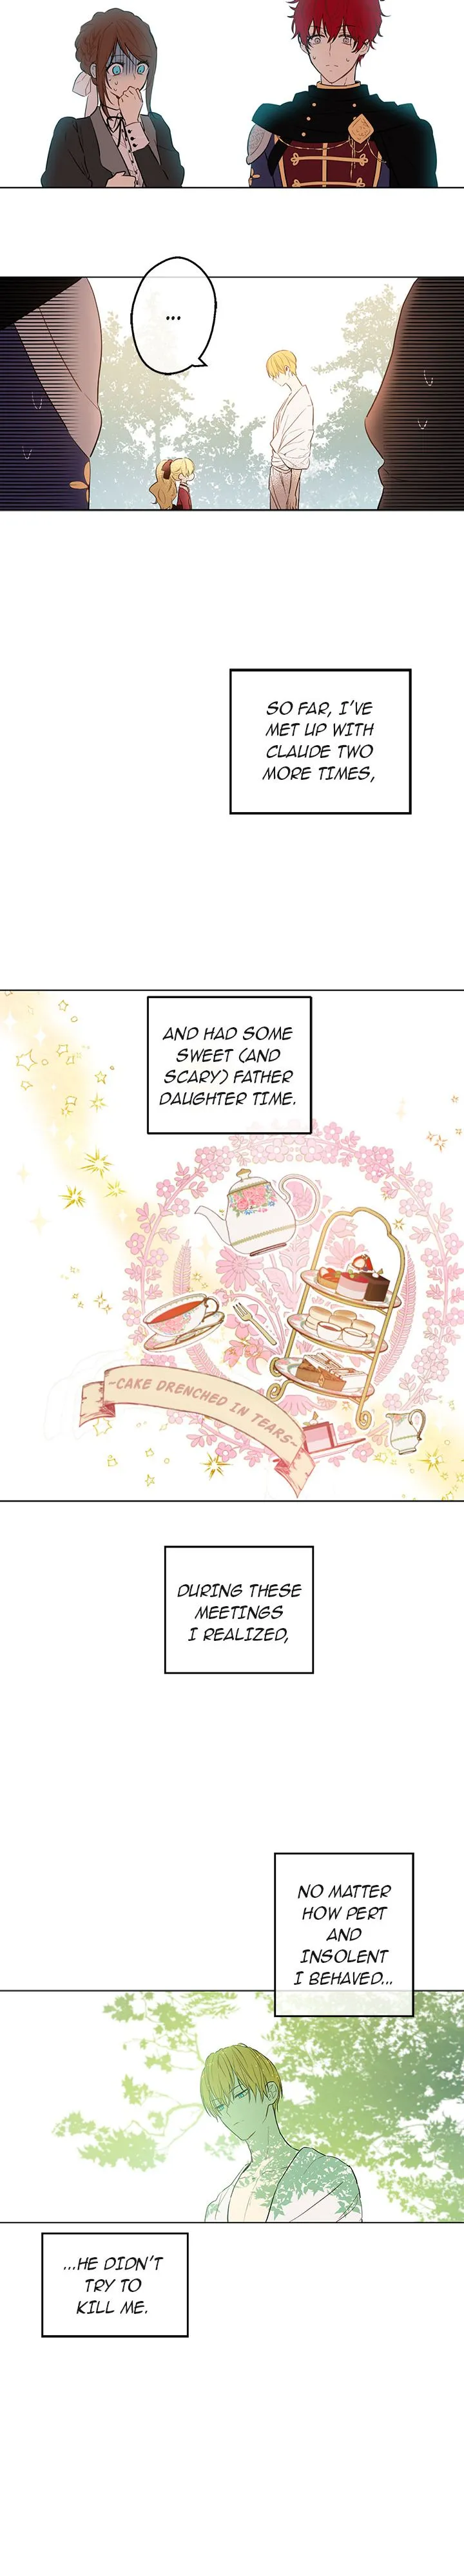 ...
SO FAR, I'VE
MET UP WITH
CLAUDE TWO
MORE TIMES,
AND HAD SOME
SWEET (AND
SCARY) FATHER
DAUGHTER TIME.
~CAKE DRENCHED IN TEARS~
DURING THESE
MEETINGS
I REALIZED,
NO MATTER
HOW PERT
AND
INSOLENT
I BEHAVED...
...HE DIDN'T
TRY TO
KILL ME.